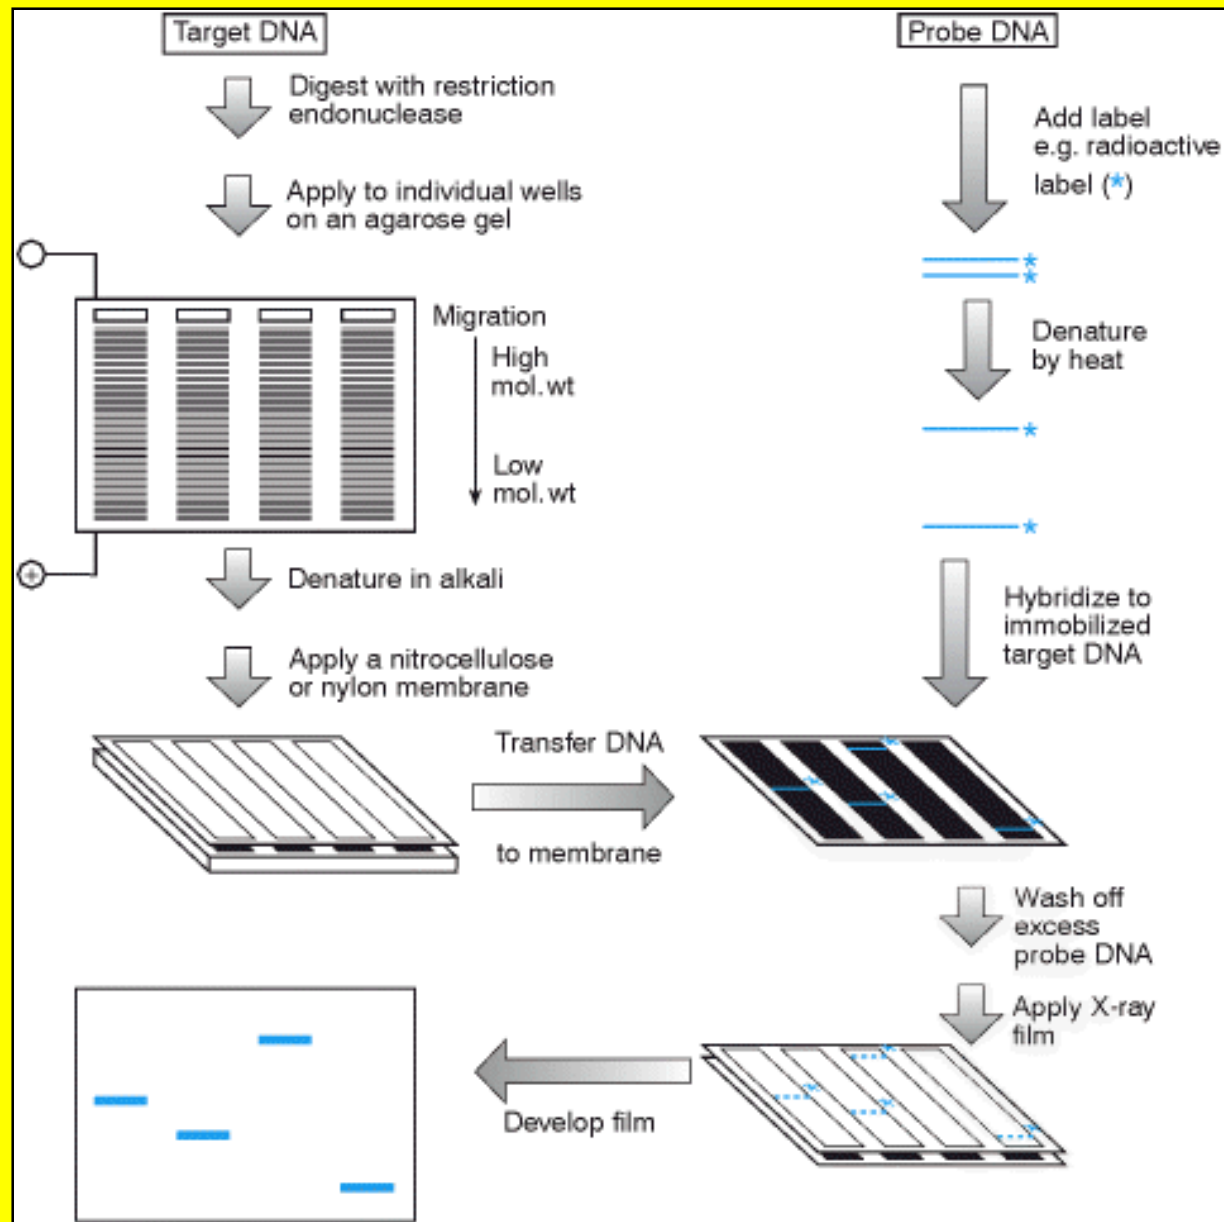 Target DNA
Digest with restriction
endonuclease
Apply to individual wells
on an agarose gel
Migration
High
mol.wt
Low
mol.wt
+
Denature in alkali
Apply a nitrocellulose
or nylon membrane
Transfer DNA
to membrane
Probe DNA
Add label
e.g. radioactive
label (*)
*
*
Denature
by heat
*
*
Hybridize to
immobilized
target DNA
Wash off
excess
probe DNA
Apply X-ray
film
Develop film